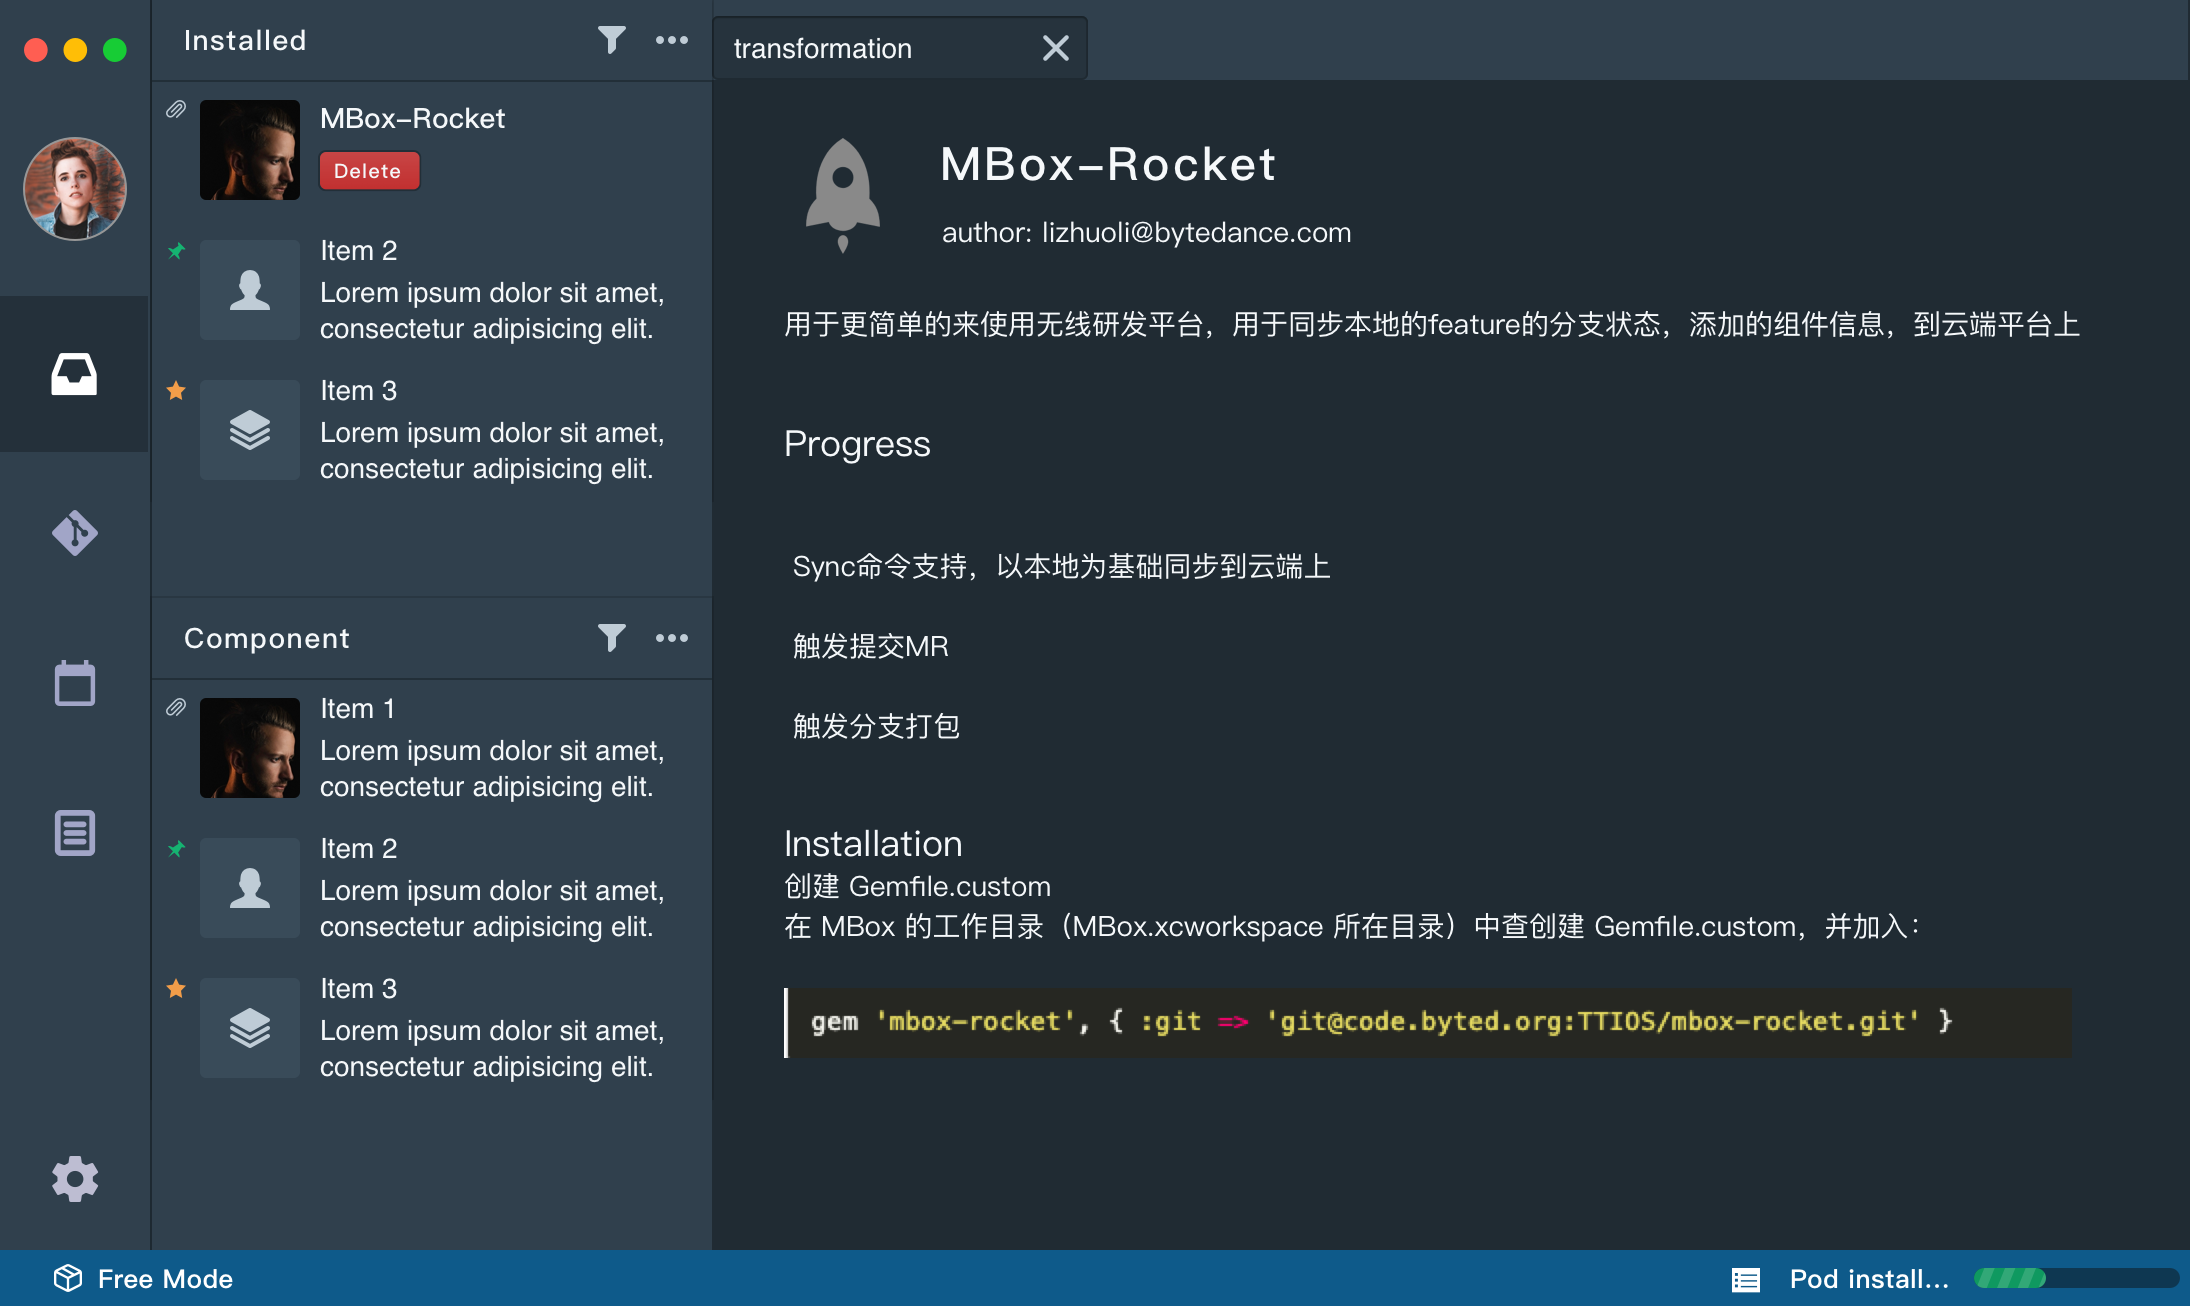 Installed
MBox-Rocket
Delete
Item 2
Lorem ipsum dolor sit amet,
consectetur adipisicing elit.
Item 3
Lorem ipsum dolor sit amet,
consectetur adipisicing elit.
Component
Item 1
Lorem ipsum dolor sit amet,
consectetur adipisicing elit.
Item 2
Lorem ipsum dolor sit amet,
consectetur adipisicing elit.
Item 3
Lorem ipsum dolor sit amet,
consectetur adipisicing elit.
transformation
MBox-Rocket
author: lizhuoli@bytedance.com
用于更简单的来使用无线研发平台，用于同步本地的feature的分支状态，添加的组件信息，到云端平台上
Progress
Sync命令支持，以本地为基础同步到云端上
触发提交MR
触发分支打包
Installation
创建 Gemfile.custom
在 MBox 的工作目录（MBox.xcworkspace 所在目录）中查创建 Gemfile.custom，并加入：
gem 'mbox-rocket', { :git => 'git@code.byted.org:TTIOS/mbox-rocket.git' }
Free Mode
Pod install...